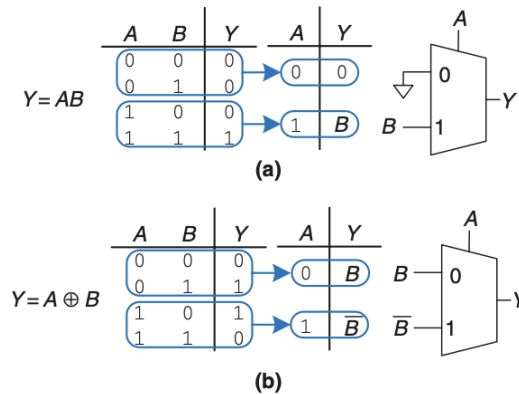 A B Y A Y A
0 0 0
0 1 0 0 0 0
Y = AB Y
1 0 0
1 1 1 1 B B 1
(a)
A B Y A Y A
0 0 0
0 1 1 0 B B 0
Y = A ⊕ B Y
1 0 1
1 1 0 1 B̅ B̅ 1
(b)